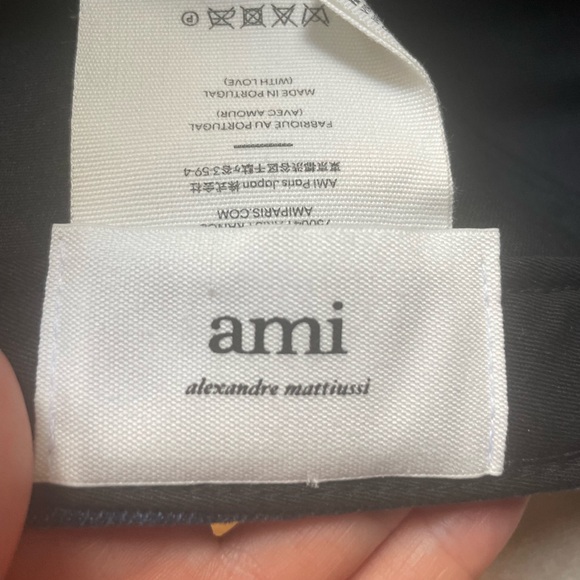 ami
alexandre mattiussi
AMIPARIS.COM
AMI Paris Japan 株式会社
東京都渋谷区千駄ヶ谷3-59-4
FABRIQUE AU PORTUGAL
(AVEC AMOUR)
MADE IN PORTUGAL
(WITH LOVE)
P